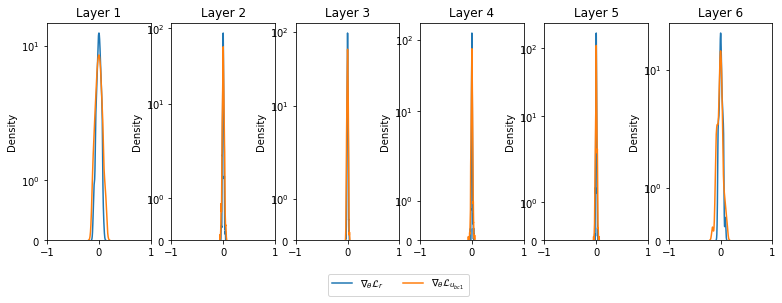 Layer 1 Layer 2 Layer 3 Layer 4 Layer 5 Layer 6
Density Density Density Density Density Density
10¹ 10² 10² 10² 10² 10¹
10⁰ 10¹ 10¹ 10¹ 10¹ 10⁰
0 10⁰ 10⁰ 10⁰ 10⁰ 0
0 0 0 0
−1 0 1 −1 0 1 −1 0 1 −1 0 1 −1 0 1 −1 0 1
∇θℒr ∇θℒu_bc1